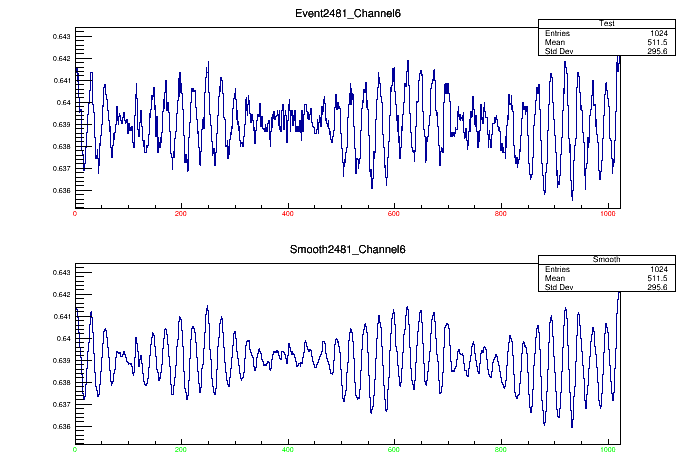 Event2481_Channel6
Test
Entries 1024
Mean 511.5
Std Dev 295.6
0.643
0.642
0.641
0.64
0.639
0.638
0.637
0.636
0 200 400 600 800 1000
Smooth2481_Channel6
Smooth
Entries 1024
Mean 511.5
Std Dev 295.6
0.643
0.642
0.641
0.64
0.639
0.638
0.637
0.636
0 200 400 600 800 1000